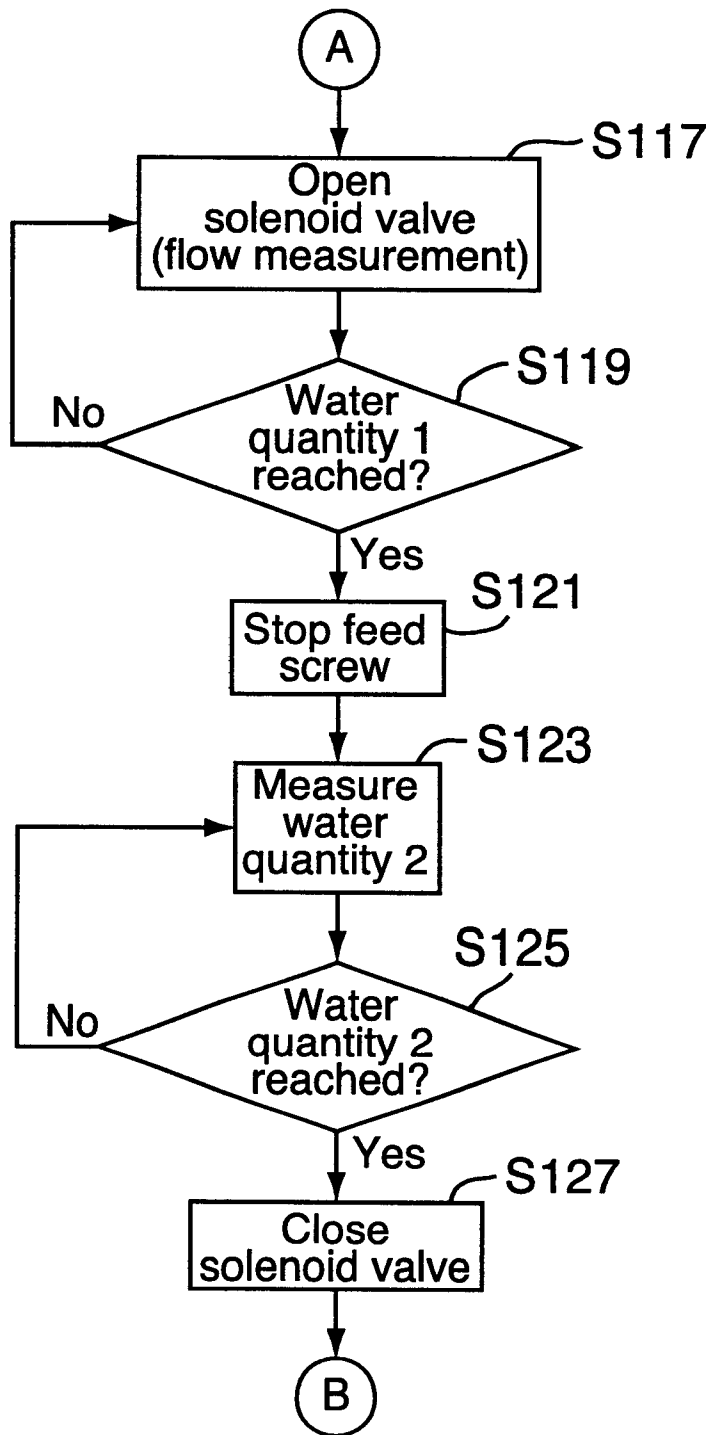 A
S117
Open
solenoid valve
(flow measurement)
S119
Water
quantity 1
reached?
No
Yes
S121
Stop feed
screw
S123
Measure
water
quantity 2
S125
Water
quantity 2
reached?
No
Yes
S127
Close
solenoid valve
B